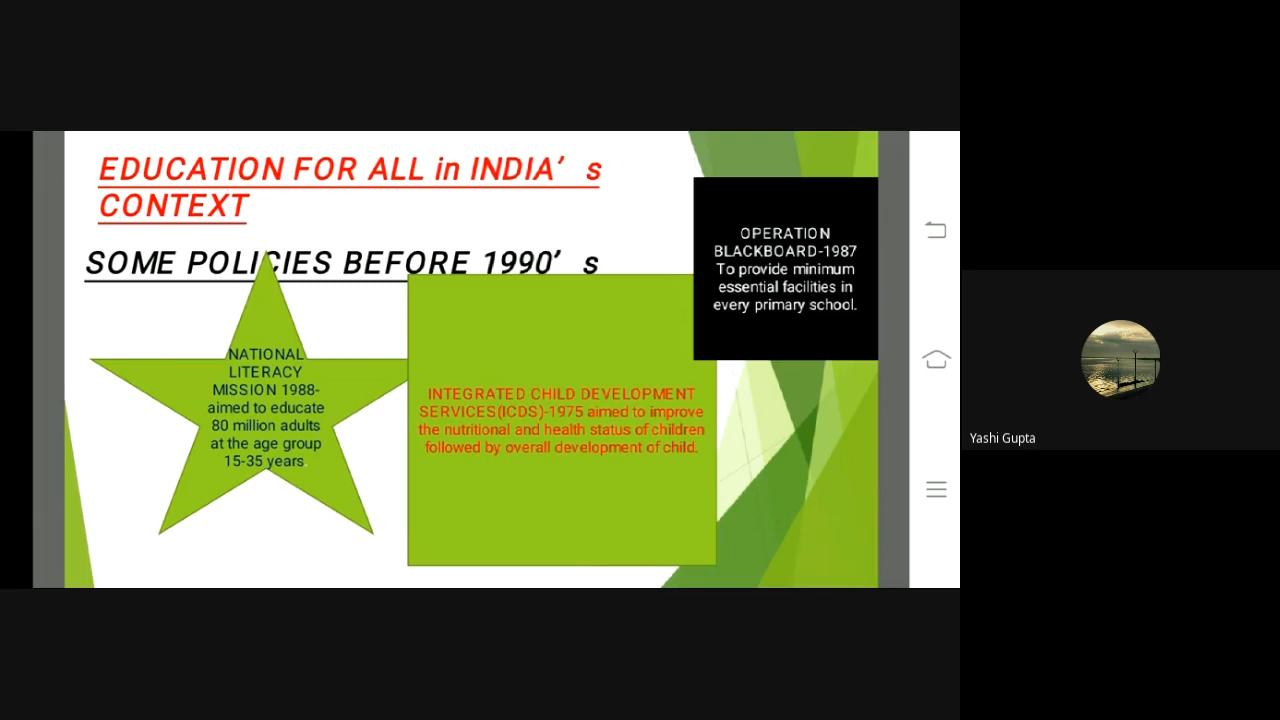 EDUCATION FOR ALL in INDIA’ s
CONTEXT
SOME POLICIES BEFORE 1990’ s
NATIONAL
LITERACY
MISSION 1988-
aimed to educate
80 million adults
at the age group
15-35 years.
INTEGRATED CHILD DEVELOPMENT
SERVICES(ICDS)-1975 aimed to improve
the nutritional and health status of children
followed by overall development of child.
OPERATION
BLACKBOARD-1987
To provide minimum
essential facilities in
every primary school.
Yashi Gupta